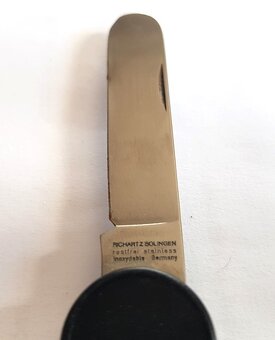 RICHARTZ SOLINGEN
rostfrei stainless
inoxydable Germany